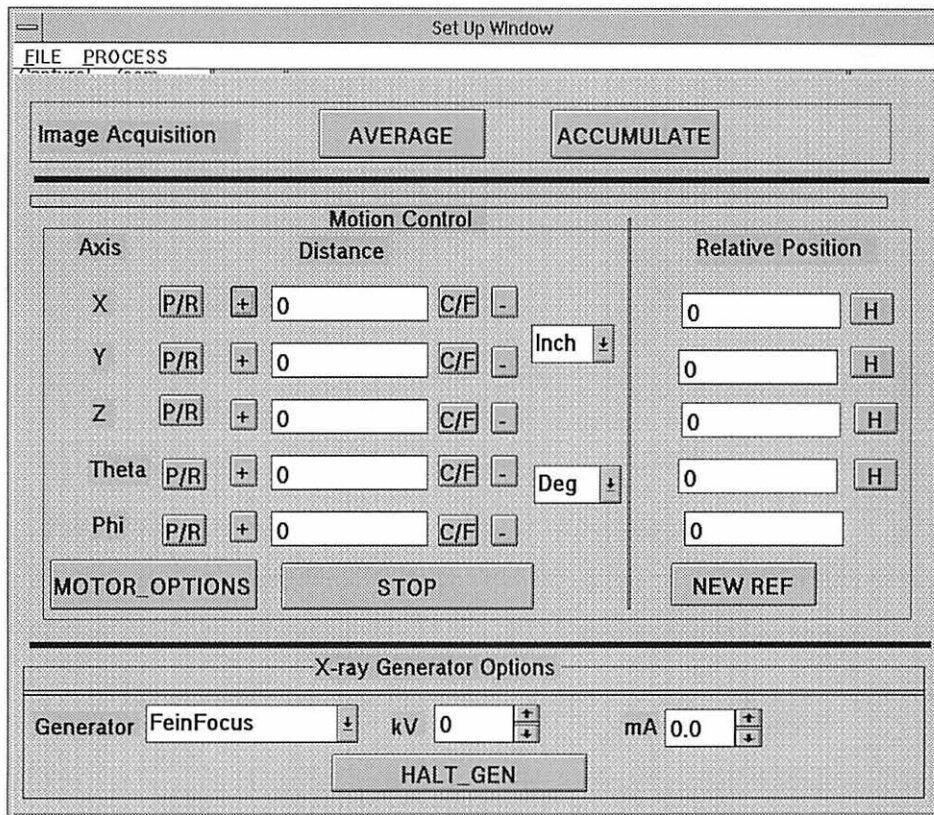 Set Up Window
FILE PROCESS
Image Acquisition AVERAGE ACCUMULATE
Motion Control
Axis Distance Relative Position
X P/R + 0 C/F - 0 H
Inch
Y P/R + 0 C/F - 0 H
Z P/R + 0 C/F - 0 H
Theta P/R + 0 C/F - 0 H
Deg
Phi P/R + 0 C/F - 0
MOTOR_OPTIONS STOP NEW REF
X-ray Generator Options
Generator FeinFocus kV 0 mA 0.0
HALT_GEN